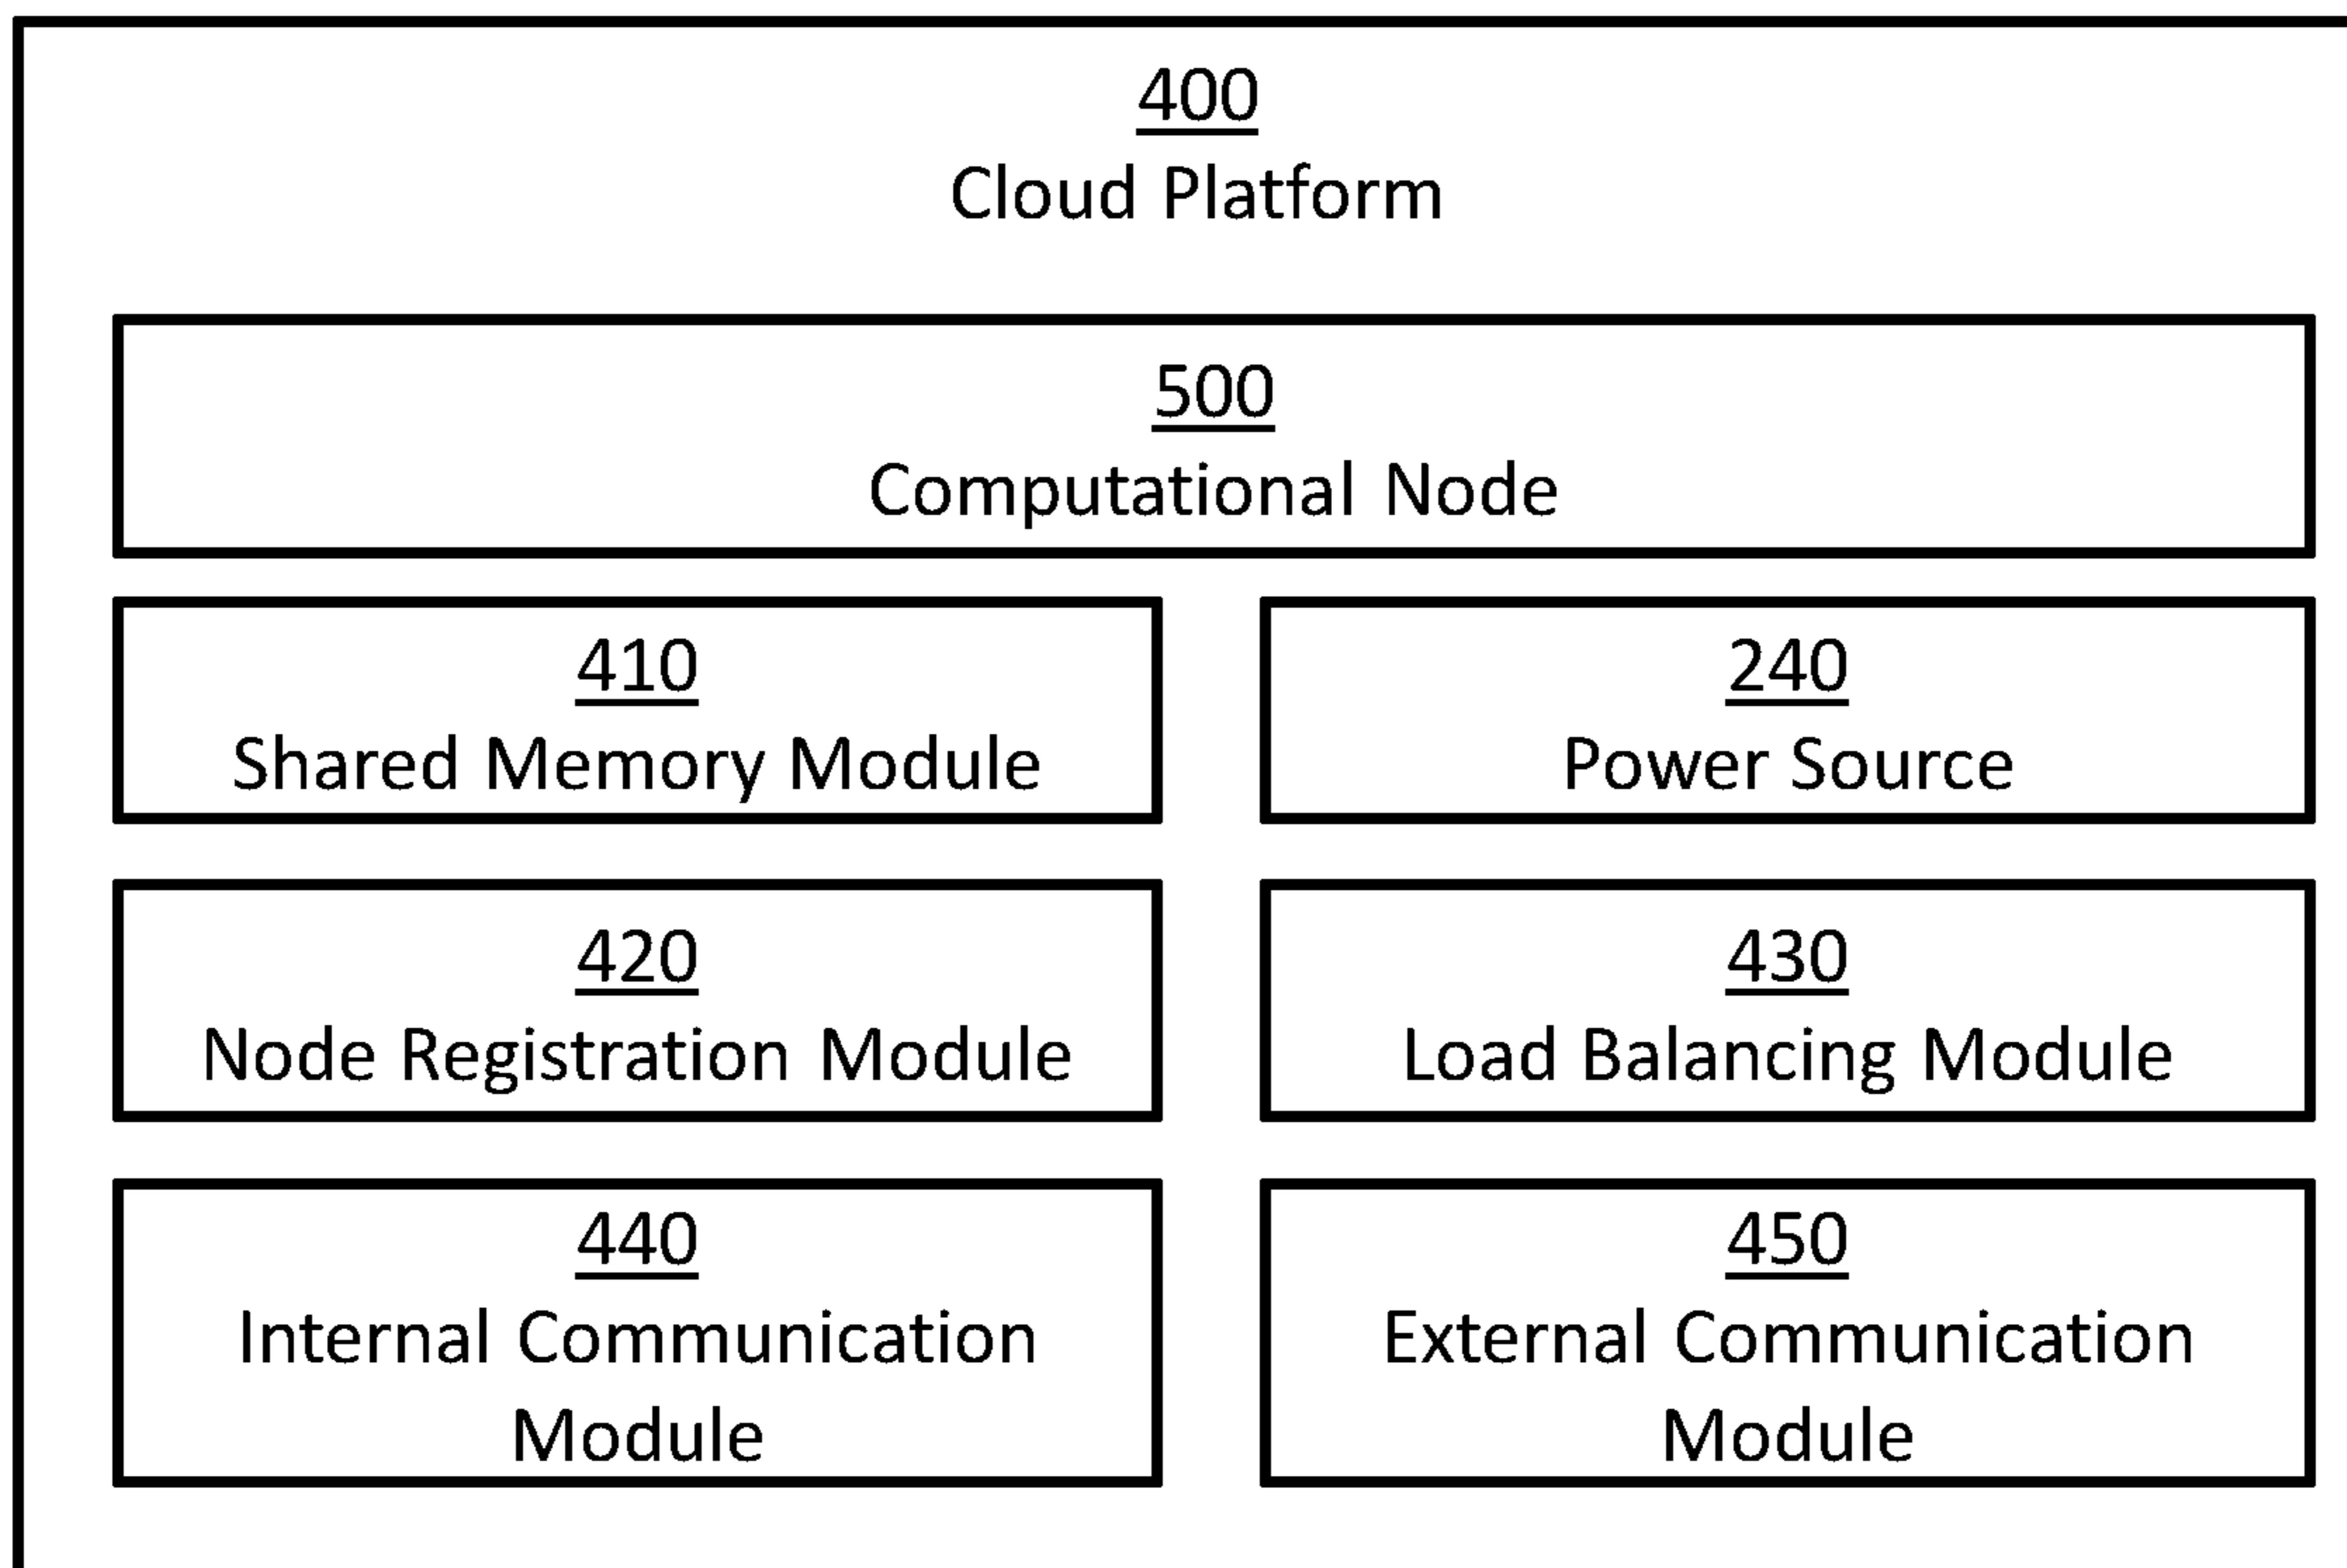 400
Cloud Platform
500
Computational Node
410
Shared Memory Module
240
Power Source
420
Node Registration Module
430
Load Balancing Module
440
Internal Communication
Module
450
External Communication
Module